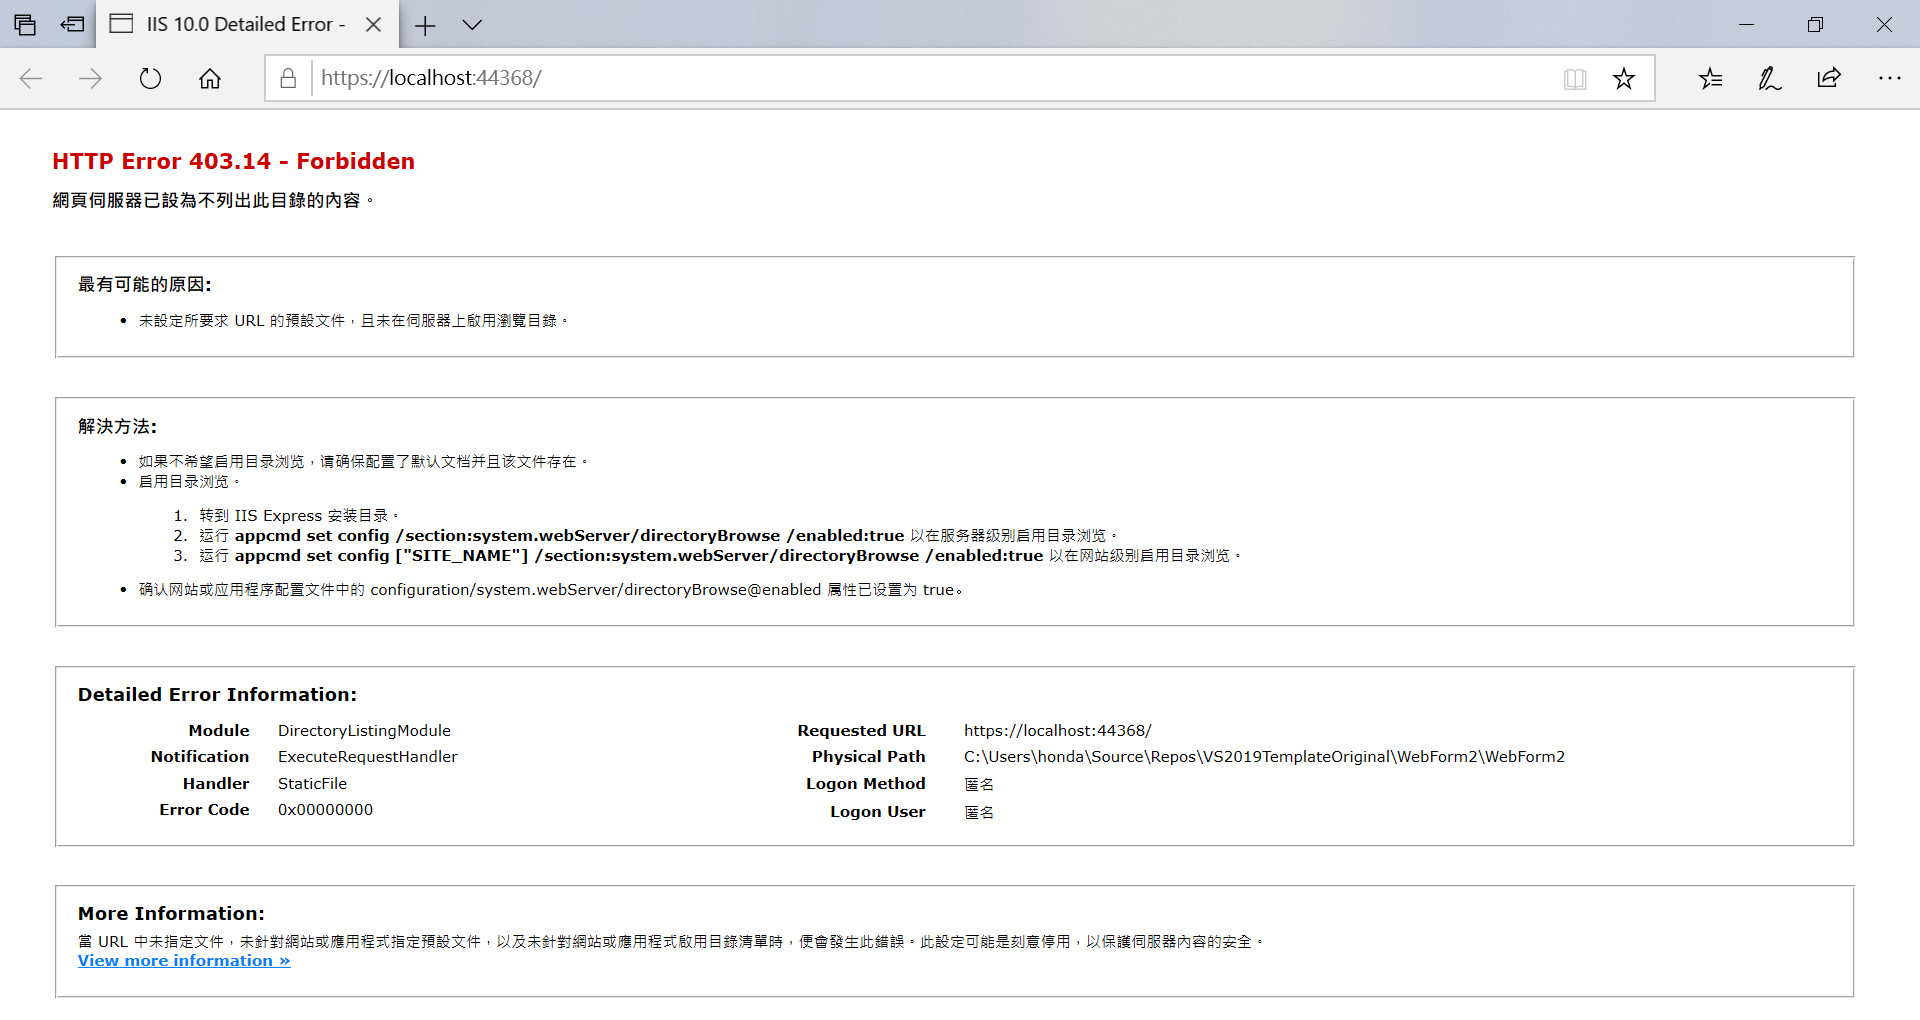 IIS 10.0 Detailed Error -
https://localhost:44368/
HTTP Error 403.14 - Forbidden
網頁伺服器已設為不列出此目錄的內容。
最有可能的原因:
未設定所要求 URL 的預設文件，且未在伺服器上啟用瀏覽目錄。
解決方法:
如果不希望启用目录浏览，请确保配置了默认文档并且该文件存在。
启用目录浏览。
1. 转到 IIS Express 安装目录。
2. 运行 appcmd set config /section:system.webServer/directoryBrowse /enabled:true 以在服务器级别启用目录浏览。
3. 运行 appcmd set config ["SITE_NAME"] /section:system.webServer/directoryBrowse /enabled:true 以在网站级别启用目录浏览。
确认网站或应用程序配置文件中的 configuration/system.webServer/directoryBrowse@enabled 属性已设置为 true。
Detailed Error Information:
Module DirectoryListingModule
Notification ExecuteRequestHandler
Handler StaticFile
Error Code 0x00000000
Requested URL https://localhost:44368/
Physical Path C:\Users\honda\Source\Repos\VS2019TemplateOriginal\WebForm2\WebForm2
Logon Method 匿名
Logon User 匿名
More Information:
當 URL 中未指定文件，未針對網站或應用程式指定預設文件，以及未針對網站或應用程式啟用目錄清單時，便會發生此錯誤。此設定可能是刻意停用，以保護伺服器內容的安全。
View more information »